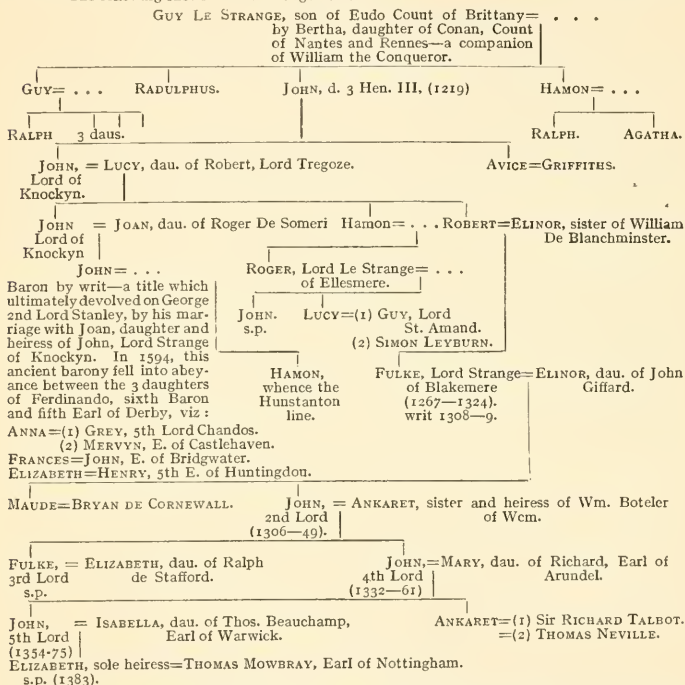 GUY LE STRANGE, son of Eudo Count of Brittany= . . .
by Bertha, daughter of Conan, Count
of Nantes and Rennes—a companion
of William the Conqueror.
GUY= . . . RADULPHUS. JOHN, d. 3 Hen. III, (1219) HAMON= . . .
RALPH 3 daus. RALPH. AGATHA.
JOHN, = LUCY, dau. of Robert, Lord Tregoze. AVICE=GRIFFITHS.
Lord of
Knockyn.
JOHN = JOAN, dau. of Roger De Someri Hamon= . . . ROBERT=ELINOR, sister of William
Lord of De Blanchminster.
Knockyn
JOHN= . . . ROGER, Lord Le Strange= . . .
of Ellesmere.
Baron by writ—a title which
ultimately devolved on George
2nd Lord Stanley, by his mar-
riage with Joan, daughter and
heiress of John, Lord Strange
of Knockyn. In 1594, this
ancient barony fell into abey-
ance between the 3 daughters
of Ferdinando, sixth Baron
and fifth Earl of Derby, viz :
JOHN. LUCY=(1) GUY, Lord
s.p. St. Amand.
(2) SIMON LEYBURN.
HAMON, FULKE, Lord Strange=ELINOR, dau. of John
whence the of Blakemere Giffard.
Hunstanton (1267—1324).
line. writ 1308—9.
ANNA=(1) GREY, 5th Lord Chandos.
(2) MERVYN, E. of Castlehaven.
FRANCES=JOHN, E. of Bridgwater.
ELIZABETH=HENRY, 5th E. of Huntingdon.
MAUDE=BRYAN DE CORNEWALL. JOHN, = ANKARET, sister and heiress of Wm. Boteler
2nd Lord of Wem.
(1306—49).
FULKE, = ELIZABETH, dau. of Ralph JOHN,=MARY, dau. of Richard, Earl of
3rd Lord de Stafford. 4th Lord Arundel.
s.p. (1332—61)
JOHN, = ISABELLA, dau. of Thos. Beauchamp, ANKARET=(1) Sir RICHARD TALBOT.
5th Lord Earl of Warwick. =(2) THOMAS NEVILLE.
(1354-75)
ELIZABETH, sole heiress=THOMAS MOWBRAY, Earl of Nottingham.
s.p. (1383).